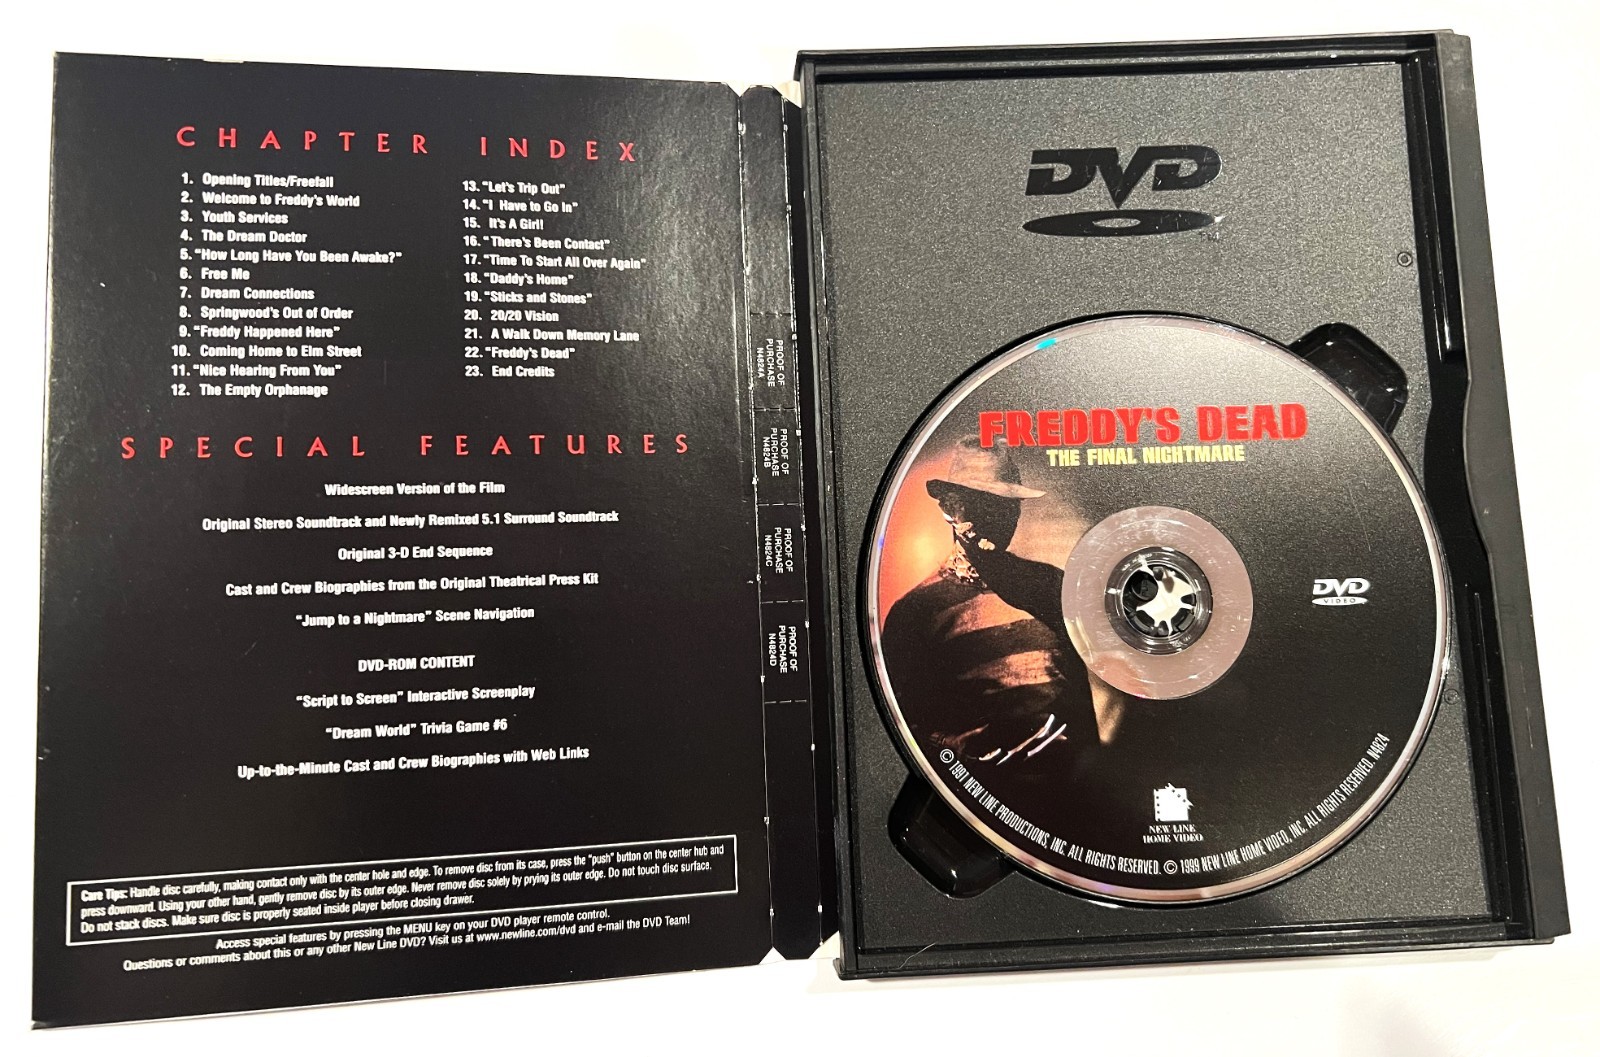 CHAPTER INDEX
1. Opening Titles/Freefall
2. Welcome to Freddy's World
3. Youth Services
4. The Dream Doctor
5. "How Long Have You Been Awake?"
6. Free Me
7. Dream Connections
8. Springwood's Out of Order
9. "Freddy Happened Here"
10. Coming Home to Elm Street
11. "Nice Hearing From You"
12. The Empty Orphanage
13. "Let's Trip Out"
14. "I Have to Go In"
15. It's A Girl!
16. "There's Been Contact"
17. "Time To Start All Over Again"
18. "Daddy's Home"
19. "Sticks and Stones"
20. 20/20 Vision
21. A Walk Down Memory Lane
22. "Freddy's Dead"
23. End Credits
SPECIAL FEATURES
Widescreen Version of the Film
Original Stereo Soundtrack and Newly Remixed 5.1 Surround Soundtrack
Original 3-D End Sequence
Cast and Crew Biographies from the Original Theatrical Press Kit
"Jump to a Nightmare" Scene Navigation
DVD-ROM CONTENT
"Script to Screen" Interactive Screenplay
"Dream World" Trivia Game #6
Up-to-the-Minute Cast and Crew Biographies with Web Links
Care Tips: Handle disc carefully, making contact only with the center hole and edge. To remove disc from its case, press the "push" button on the center hub and
press downward. Using your other hand, gently remove disc by its outer edge. Never remove disc solely by prying its outer edge. Do not touch disc surface.
Do not stack discs. Make sure disc is properly seated inside player before closing drawer.
Access special features by pressing the MENU key on your DVD player remote control.
Questions or comments about this or any other New Line DVD? Visit us at www.newline.com/dvd and e-mail the DVD Team!
PROOF OF
PURCHASE
N4824A
PROOF OF
PURCHASE
N4824B
PROOF OF
PURCHASE
N4824C
PROOF OF
PURCHASE
N4824D
DVD
TM
FREDDY'S DEAD
THE FINAL NIGHTMARE
DVD
VIDEO
NEW LINE
HOME VIDEO
© 1991 NEW LINE PRODUCTIONS, INC. ALL RIGHTS RESERVED. © 1999 NEW LINE HOME VIDEO, INC. ALL RIGHTS RESERVED. N4824